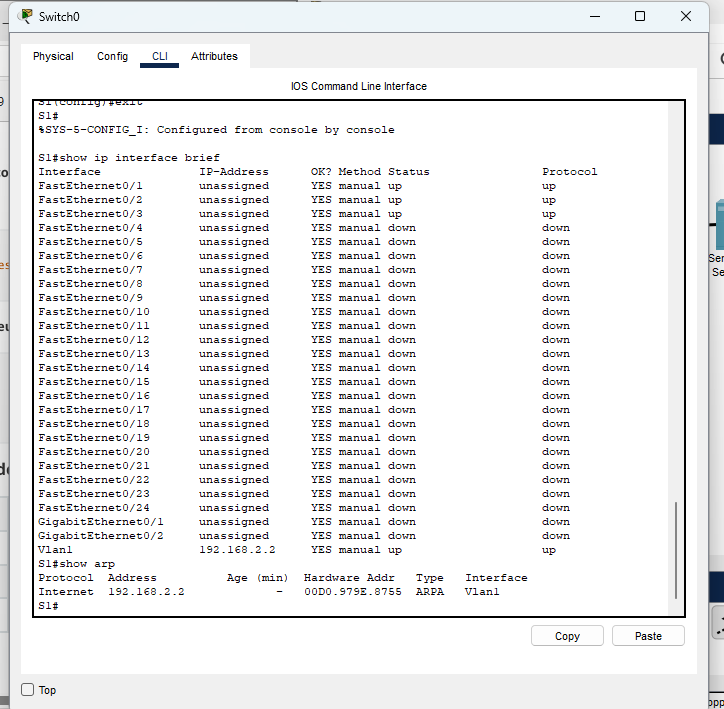 Switch0
Physical Config CLI Attributes
IOS Command Line Interface
S1(config)#exit
S1#
%SYS-5-CONFIG_I: Configured from console by console
S1#show ip interface brief
Interface IP-Address OK? Method Status Protocol
FastEthernet0/1 unassigned YES manual up up
FastEthernet0/2 unassigned YES manual up up
FastEthernet0/3 unassigned YES manual up up
FastEthernet0/4 unassigned YES manual down down
FastEthernet0/5 unassigned YES manual down down
FastEthernet0/6 unassigned YES manual down down
FastEthernet0/7 unassigned YES manual down down
FastEthernet0/8 unassigned YES manual down down
FastEthernet0/9 unassigned YES manual down down
FastEthernet0/10 unassigned YES manual down down
FastEthernet0/11 unassigned YES manual down down
FastEthernet0/12 unassigned YES manual down down
FastEthernet0/13 unassigned YES manual down down
FastEthernet0/14 unassigned YES manual down down
FastEthernet0/15 unassigned YES manual down down
FastEthernet0/16 unassigned YES manual down down
FastEthernet0/17 unassigned YES manual down down
FastEthernet0/18 unassigned YES manual down down
FastEthernet0/19 unassigned YES manual down down
FastEthernet0/20 unassigned YES manual down down
FastEthernet0/21 unassigned YES manual down down
FastEthernet0/22 unassigned YES manual down down
FastEthernet0/23 unassigned YES manual down down
FastEthernet0/24 unassigned YES manual down down
GigabitEthernet0/1 unassigned YES manual down down
GigabitEthernet0/2 unassigned YES manual down down
Vlan1 192.168.2.2 YES manual up up
S1#show arp
Protocol Address Age (min) Hardware Addr Type Interface
Internet 192.168.2.2 - 00D0.979E.8755 ARPA Vlan1
S1#
Copy Paste
Top